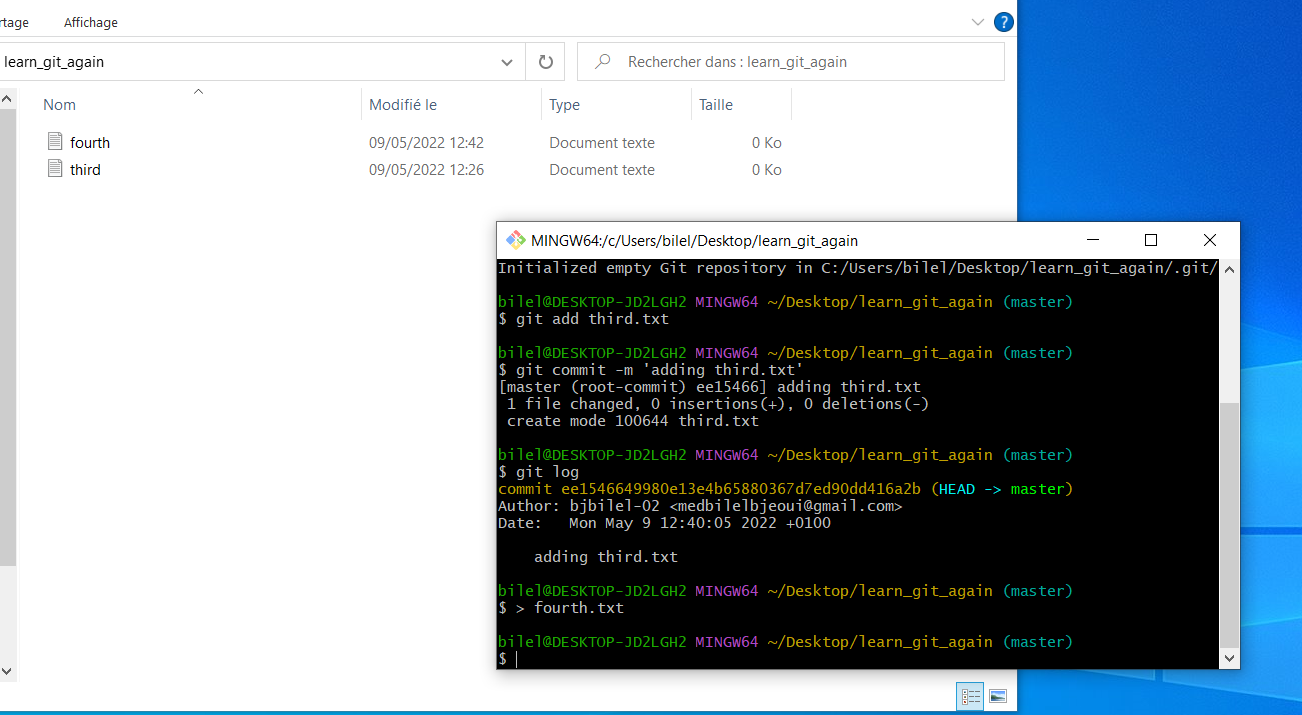 rtage Affichage
learn_git_again
Rechercher dans : learn_git_again
Nom Modifié le Type Taille
fourth 09/05/2022 12:42 Document texte 0 Ko
third 09/05/2022 12:26 Document texte 0 Ko
MINGW64:/c/Users/bilel/Desktop/learn_git_again
Initialized empty Git repository in C:/Users/bilel/Desktop/learn_git_again/.git/
bilel@DESKTOP-JD2LGH2 MINGW64 ~/Desktop/learn_git_again (master)
$ git add third.txt
bilel@DESKTOP-JD2LGH2 MINGW64 ~/Desktop/learn_git_again (master)
$ git commit -m 'adding third.txt'
[master (root-commit) ee15466] adding third.txt
1 file changed, 0 insertions(+), 0 deletions(-)
create mode 100644 third.txt
bilel@DESKTOP-JD2LGH2 MINGW64 ~/Desktop/learn_git_again (master)
$ git log
commit ee1546649980e13e4b65880367d7ed90dd416a2b (HEAD -> master)
Author: bjbilel-02 <medbilelbjeoui@gmail.com>
Date: Mon May 9 12:40:05 2022 +0100
adding third.txt
bilel@DESKTOP-JD2LGH2 MINGW64 ~/Desktop/learn_git_again (master)
$ > fourth.txt
bilel@DESKTOP-JD2LGH2 MINGW64 ~/Desktop/learn_git_again (master)
$